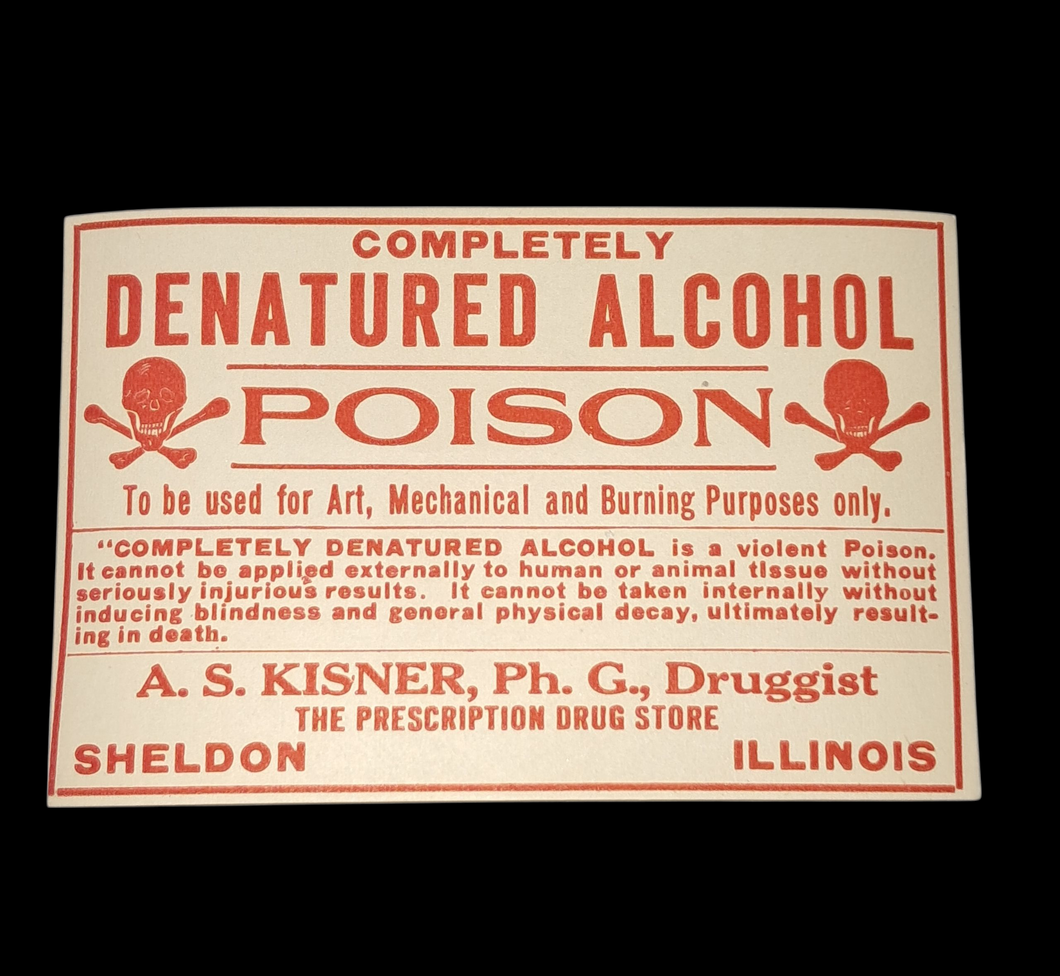 COMPLETELY
DENATURED ALCOHOL
POISON
To be used for Art, Mechanical and Burning Purposes only.
"COMPLETELY DENATURED ALCOHOL is a violent Poison.
It cannot be applied externally to human or animal tissue without
seriously injurious results. It cannot be taken internally without
inducing blindness and general physical decay, ultimately result-
ing in death.
A. S. KISNER, Ph. G., Druggist
THE PRESCRIPTION DRUG STORE
SHELDON ILLINOIS